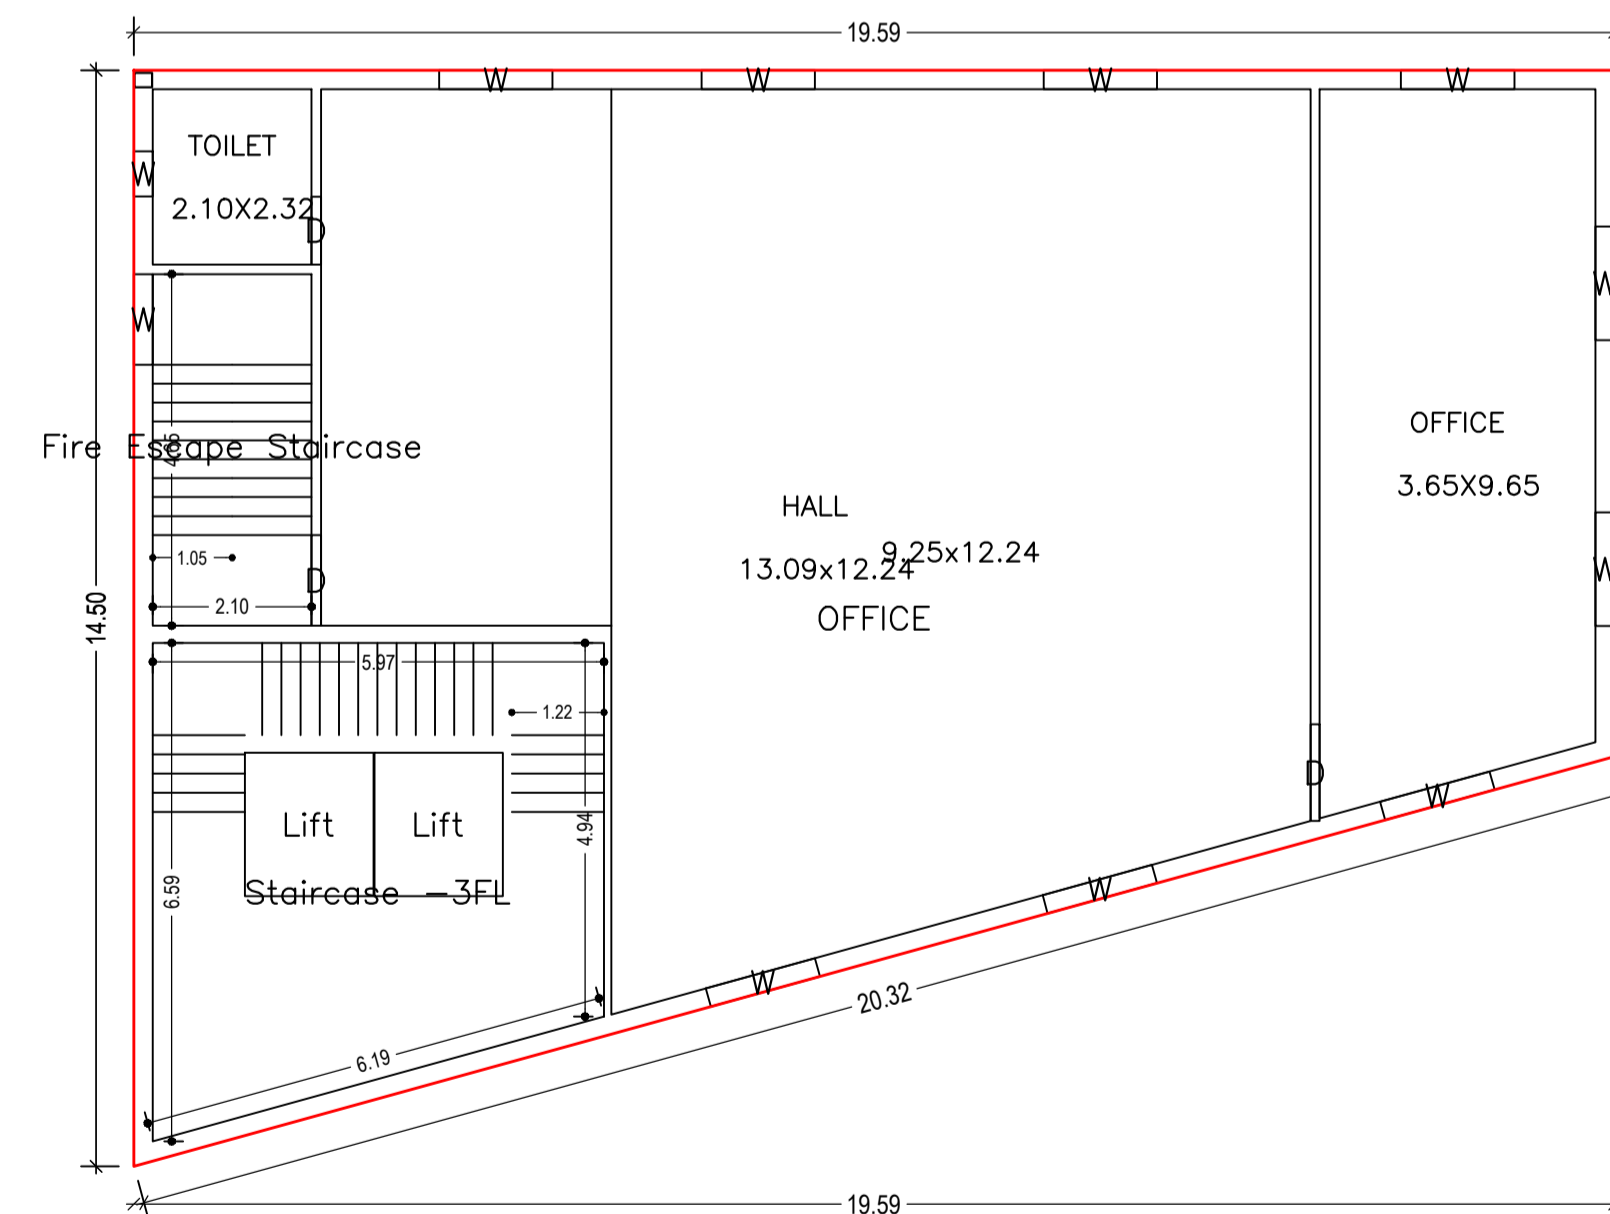 19.59
W W W W
TOILET
W
2.10X2.32
D
W
W
OFFICE
4.65
Fire Escape Staircase
3.65X9.65
HALL
9.25x12.24
13.09x12.24
1.05
W
D
14.50
2.10
OFFICE
5.97
1.22
D
W
Lift Lift
4.94
6.59
Staircase -3FL
W
W
20.32
6.19
19.59